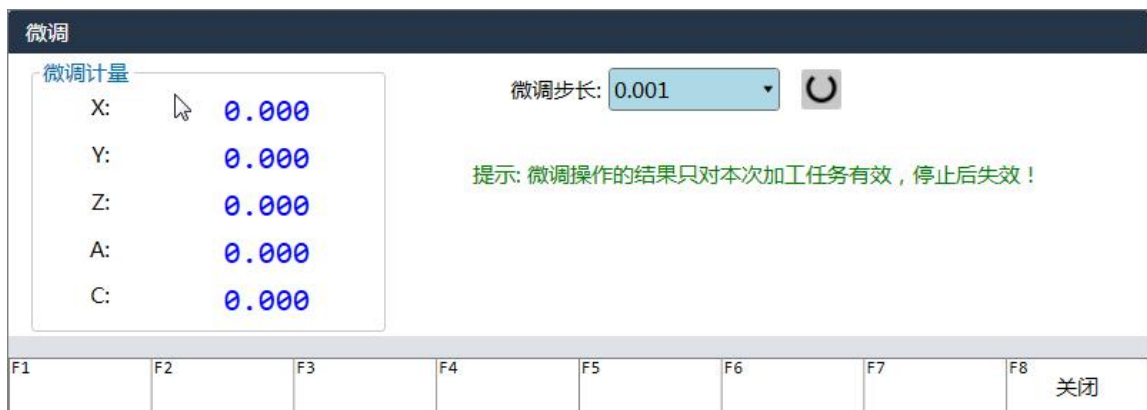 微调
微调计量
X: 0.000
Y: 0.000
Z: 0.000
A: 0.000
C: 0.000
微调步长: 0.001
提示: 微调操作的结果只对本次加工任务有效，停止后失效！
F1 F2 F3 F4 F5 F6 F7 F8 关闭